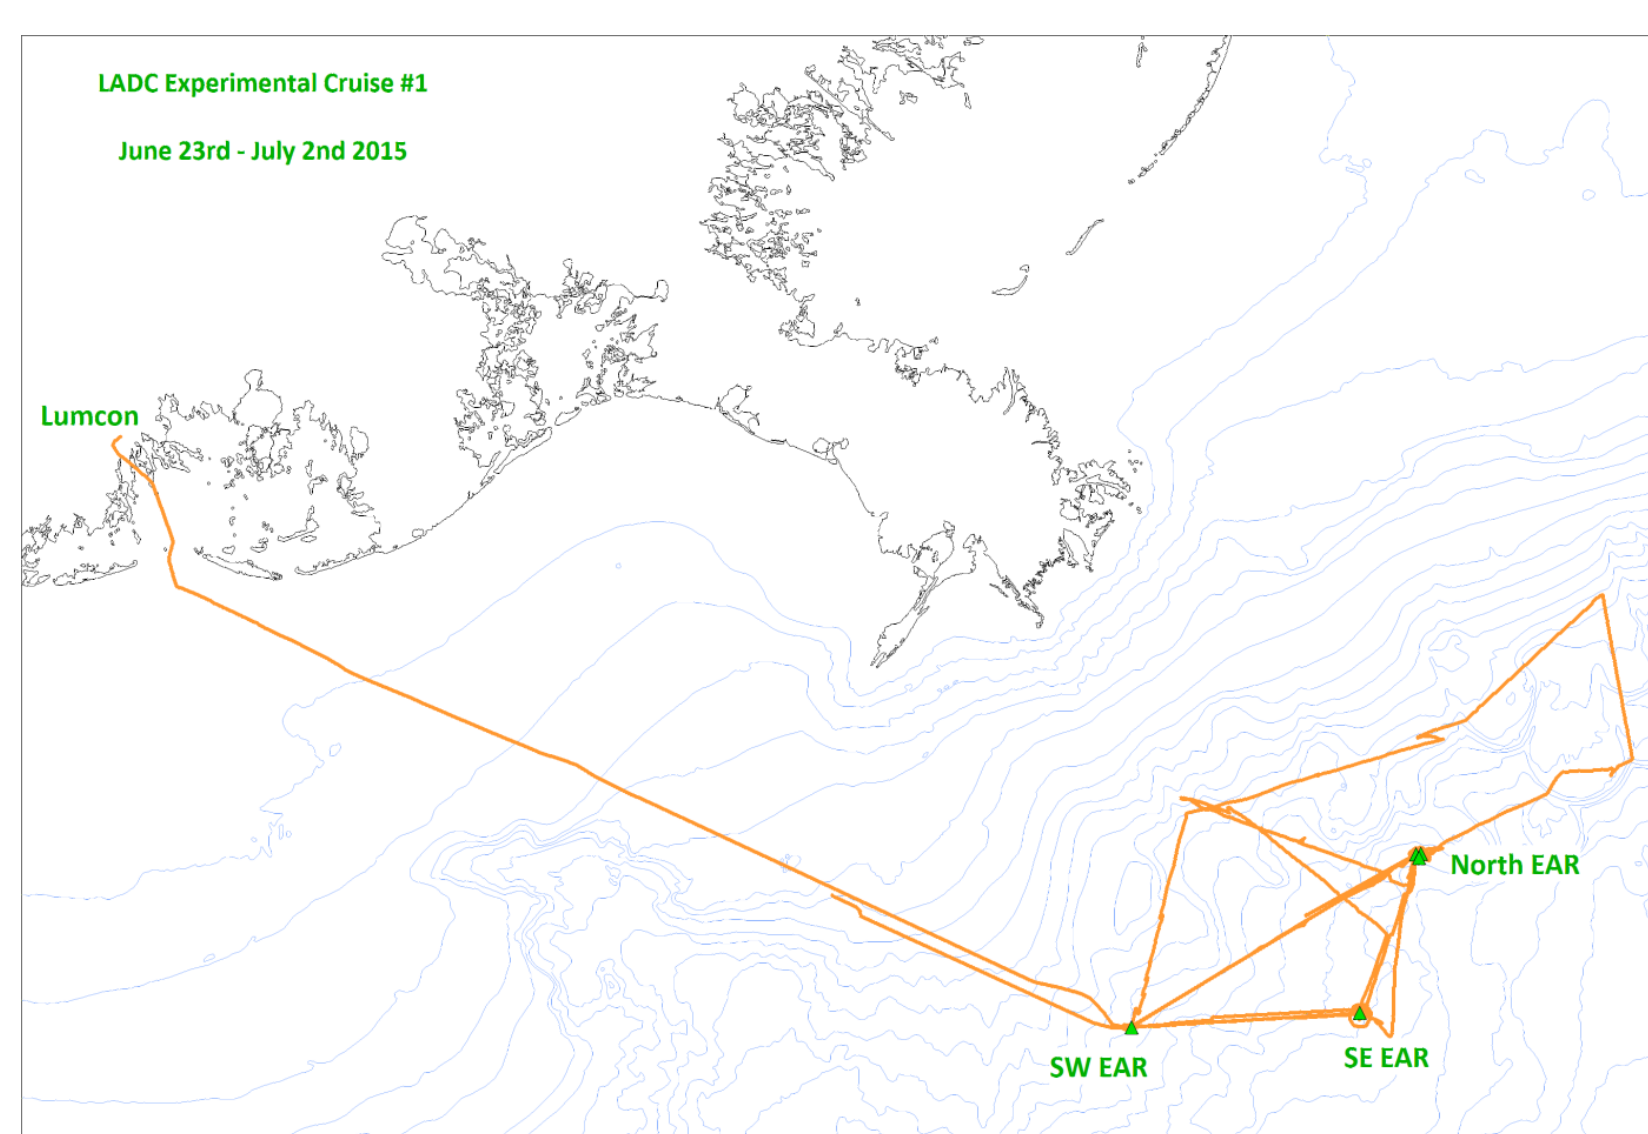 LADC Experimental Cruise #1
June 23rd - July 2nd 2015
Lumcon
North EAR
SE EAR
SW EAR